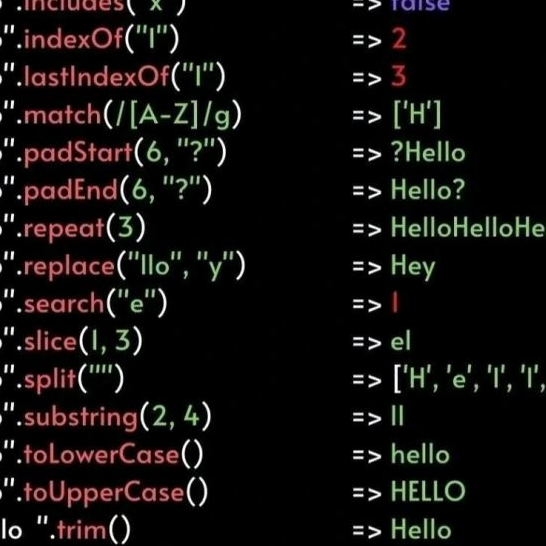 ".includes("x") => false
".indexOf("l") => 2
".lastIndexOf("l") => 3
".match(/[A-Z]/g) => ['H']
".padStart(6, "?") => ?Hello
".padEnd(6, "?") => Hello?
".repeat(3) => HelloHelloHe
".replace("llo", "y") => Hey
".search("e") => 1
".slice(1, 3) => el
".split("") => ['H', 'e', 'l', 'l',
".substring(2, 4) => ll
".toLowerCase() => hello
".toUpperCase() => HELLO
lo ".trim() => Hello